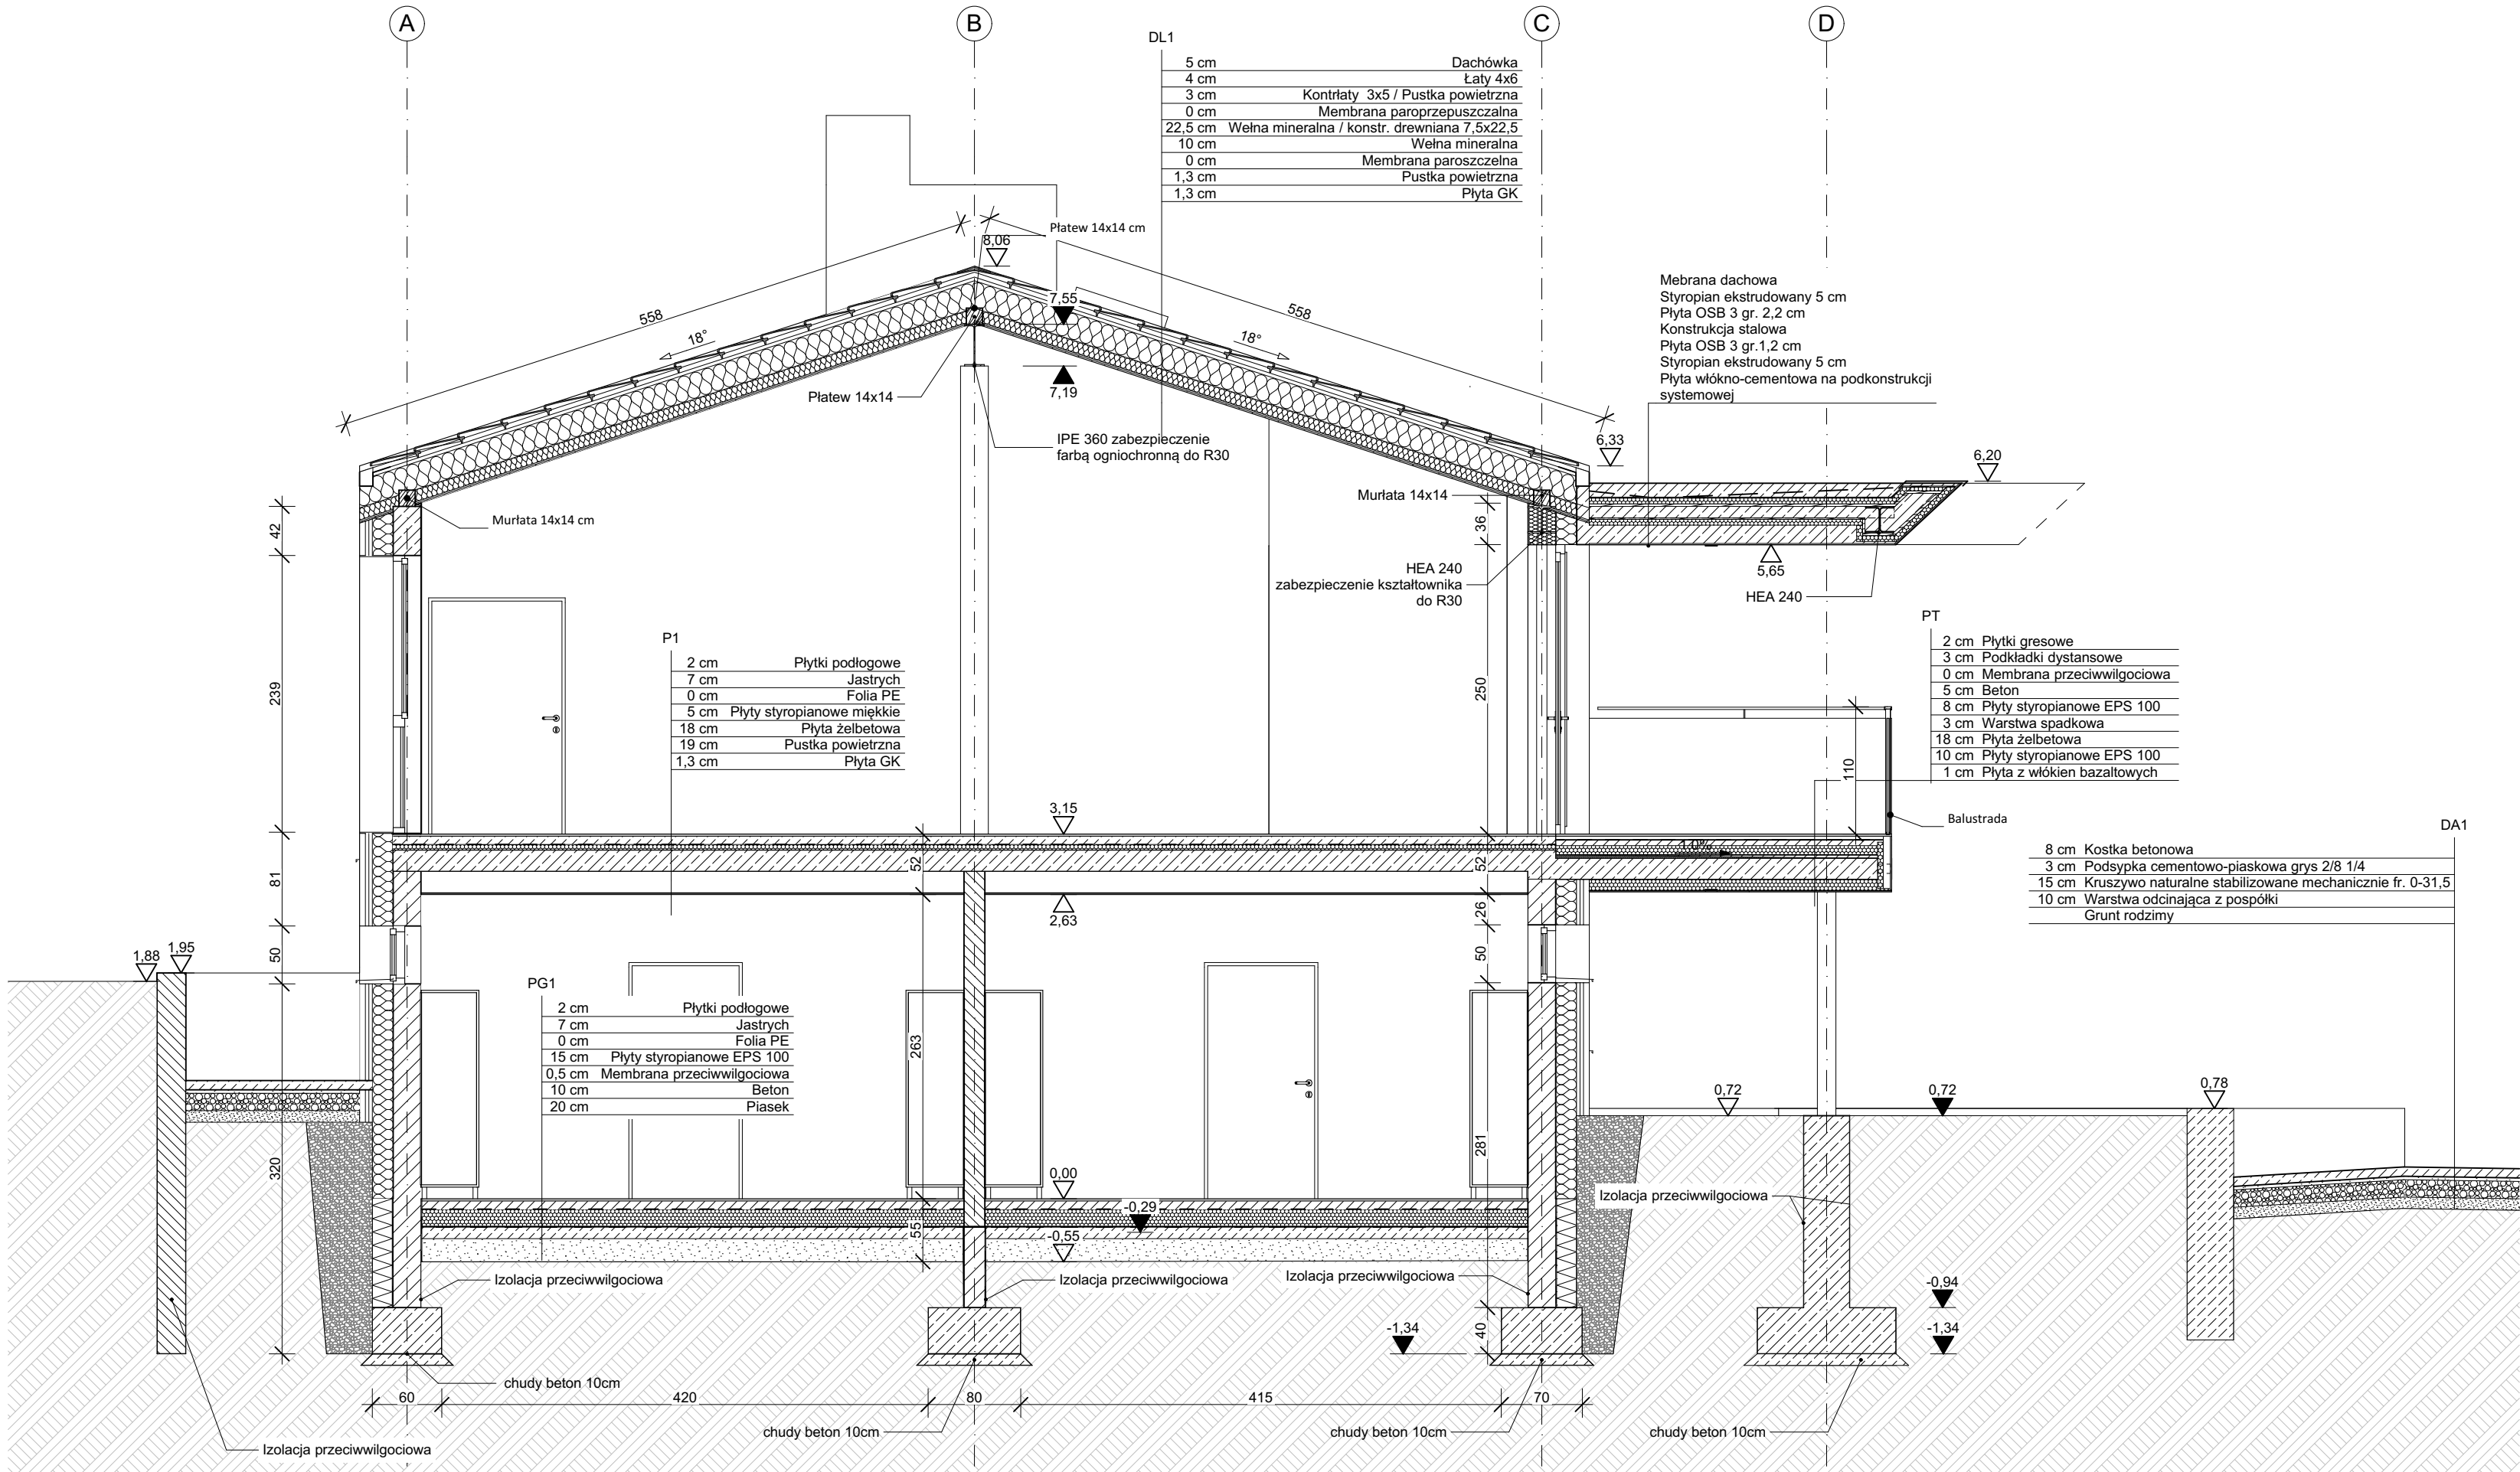 A
B
C
D
DL1
5 cm Dachówka
4 cm Łaty 4x6
3 cm Kontrłaty 3x5 / Pustka powietrzna
0 cm Membrana paroprzepuszczalna
22,5 cm Wełna mineralna / konstr. drewniana 7,5x22,5
10 cm Wełna mineralna
0 cm Membrana paroszczelna
1,3 cm Pustka powietrzna
1,3 cm Płyta GK
Płatew 14x14 cm
8,06
7,55
558
558
18°
18°
7,19
Płatew 14x14
IPE 360 zabezpieczenie
farbą ogniochronną do R30
Mebrana dachowa
Styropian ekstrudowany 5 cm
Płyta OSB 3 gr. 2,2 cm
Konstrukcja stalowa
Płyta OSB 3 gr.1,2 cm
Styropian ekstrudowany 5 cm
Płyta włókno-cementowa na podkonstrukcji
systemowej
6,33
6,20
Murłata 14x14
Murłata 14x14 cm
42
36
5,65
HEA 240
zabezpieczenie kształtownika
do R30
HEA 240
P1
2 cm Płytki podłogowe
7 cm Jastrych
0 cm Folia PE
5 cm Płyty styropianowe miękkie
18 cm Płyta żelbetowa
19 cm Pustka powietrzna
1,3 cm Płyta GK
PT
2 cm Płytki gresowe
3 cm Podkładki dystansowe
0 cm Membrana przeciwwilgociowa
5 cm Beton
8 cm Płyty styropianowe EPS 100
3 cm Warstwa spadkowa
18 cm Płyta żelbetowa
10 cm Płyty styropianowe EPS 100
1 cm Płyta z włókien bazaltowych
239
250
110
3,15
Balustrada
DA1
8 cm Kostka betonowa
3 cm Podsypka cementowo-piaskowa grys 2/8 1/4
15 cm Kruszywo naturalne stabilizowane mechanicznie fr. 0-31,5
10 cm Warstwa odcinająca z pospółki
Grunt rodzimy
1,0%
52
52
81
26
2,63
1,88
1,95
50
50
PG1
2 cm Płytki podłogowe
7 cm Jastrych
0 cm Folia PE
15 cm Płyty styropianowe EPS 100
0,5 cm Membrana przeciwwilgociowa
10 cm Beton
20 cm Piasek
263
320
281
0,72
0,72
0,78
0,00
-0,29
-0,55
55
Izolacja przeciwwilgociowa
Izolacja przeciwwilgociowa
Izolacja przeciwwilgociowa
Izolacja przeciwwilgociowa
-0,94
-1,34
-1,34
40
chudy beton 10cm
60
420
80
415
70
chudy beton 10cm
chudy beton 10cm
chudy beton 10cm
Izolacja przeciwwilgociowa